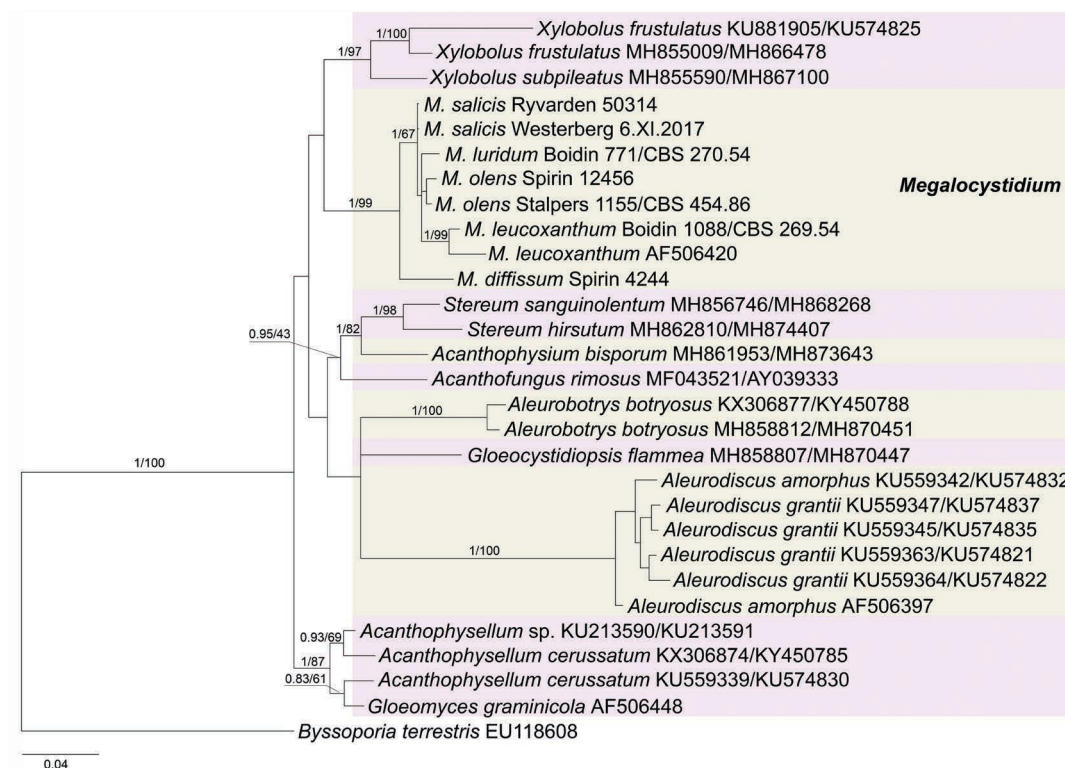 Xylobolus frustulatus KU881905/KU574825
1/100
Xylobolus frustulatus MH855009/MH866478
1/97
Xylobolus subpileatus MH855590/MH867100
M. salicis Ryvarden 50314
M. salicis Westerberg 6.XI.2017
1/67
M. luridum Boidin 771/CBS 270.54
M. olens Spirin 12456
Megalocystidium
M. olens Stalpers 1155/CBS 454.86
1/99
M. leucoxanthum Boidin 1088/CBS 269.54
1/99
M. leucoxanthum AF506420
M. diffissum Spirin 4244
Stereum sanguinolentum MH856746/MH868268
1/98
Stereum hirsutum MH862810/MH874407
0.95/43
1/82
Acanthophysium bisporum MH861953/MH873643
Acanthofungus rimosus MF043521/AY039333
Aleurobotrys botryosus KX306877/KY450788
1/100
Aleurobotrys botryosus MH858812/MH870451
Gloeocystidiopsis flammea MH858807/MH870447
1/100
Aleurodiscus amorphus KU559342/KU574832
Aleurodiscus grantii KU559347/KU574837
Aleurodiscus grantii KU559345/KU574835
1/100
Aleurodiscus grantii KU559363/KU574821
Aleurodiscus grantii KU559364/KU574822
Aleurodiscus amorphus AF506397
Acanthophysellum sp. KU213590/KU213591
0.93/69
Acanthophysellum cerussatum KX306874/KY450785
1/87
Acanthophysellum cerussatum KU559339/KU574830
0.83/61
Gloeomyces graminicola AF506448
Byssoporia terrestris EU118608
0.04